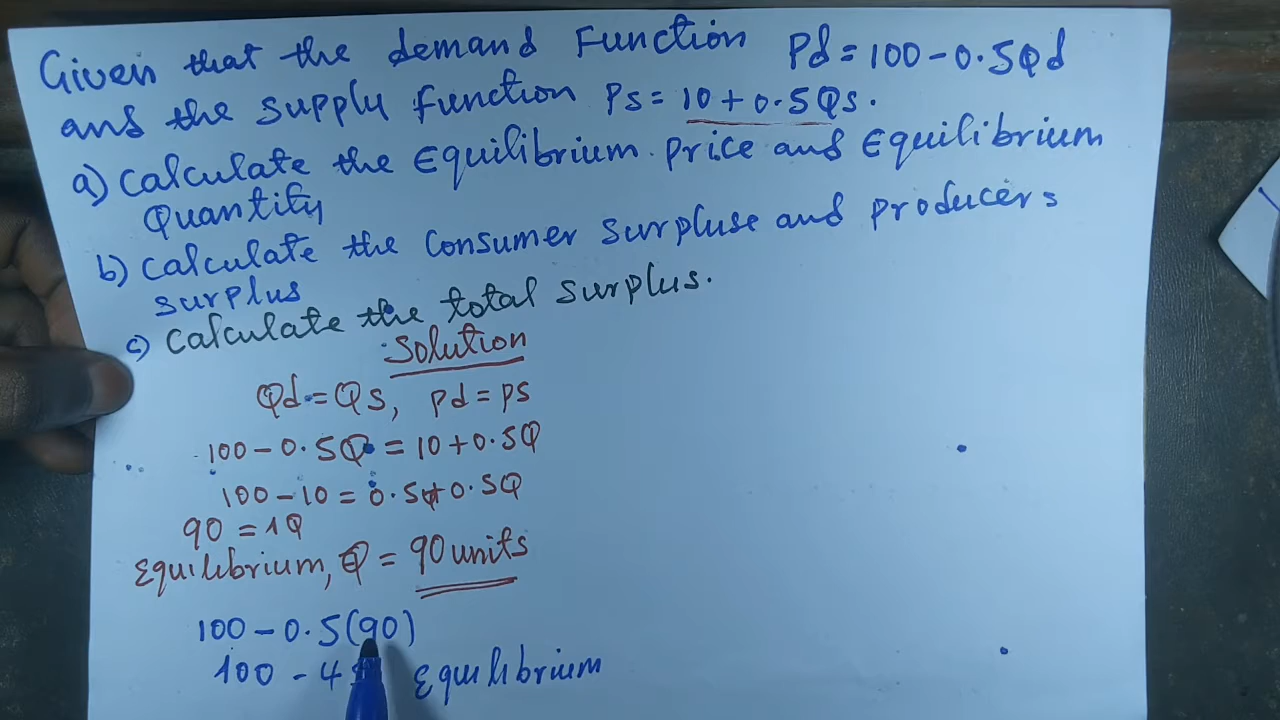 Given that the demand Function Pd = 100 - 0.5Qd
and the supply function Ps = 10 + 0.5Qs.
a) Calculate the Equilibrium price and Equilibrium
Quantity
b) Calculate the Consumer surpluse and producers
surplus
c) Calculate the total surplus.
Solution
Qd = Qs, pd = ps
100 - 0.5Q = 10 + 0.5Q
100 - 10 = 0.5Q + 0.5Q
90 = 1Q
Equilibrium, Q = 90 units
100 - 0.5(90)
100 - 4 Equilibrium